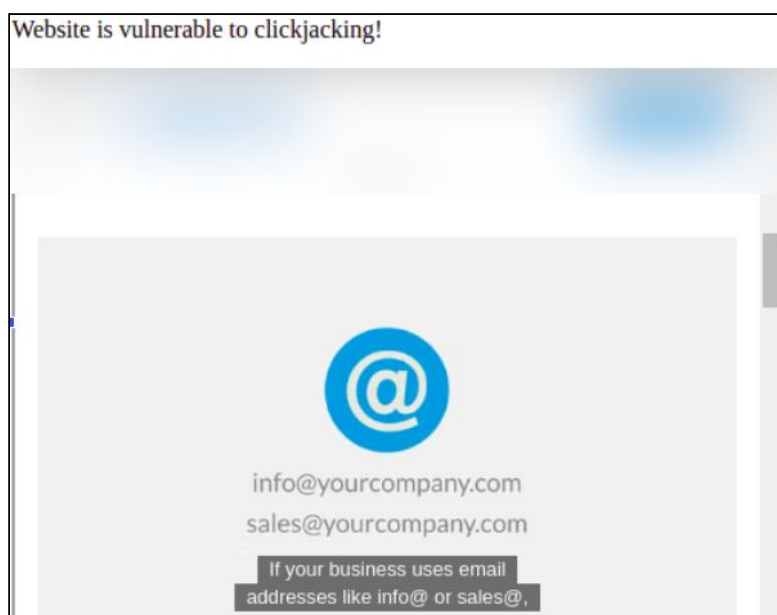 Website is vulnerable to clickjacking!
@
info@yourcompany.com
sales@yourcompany.com
If your business uses email
addresses like info@ or sales@,